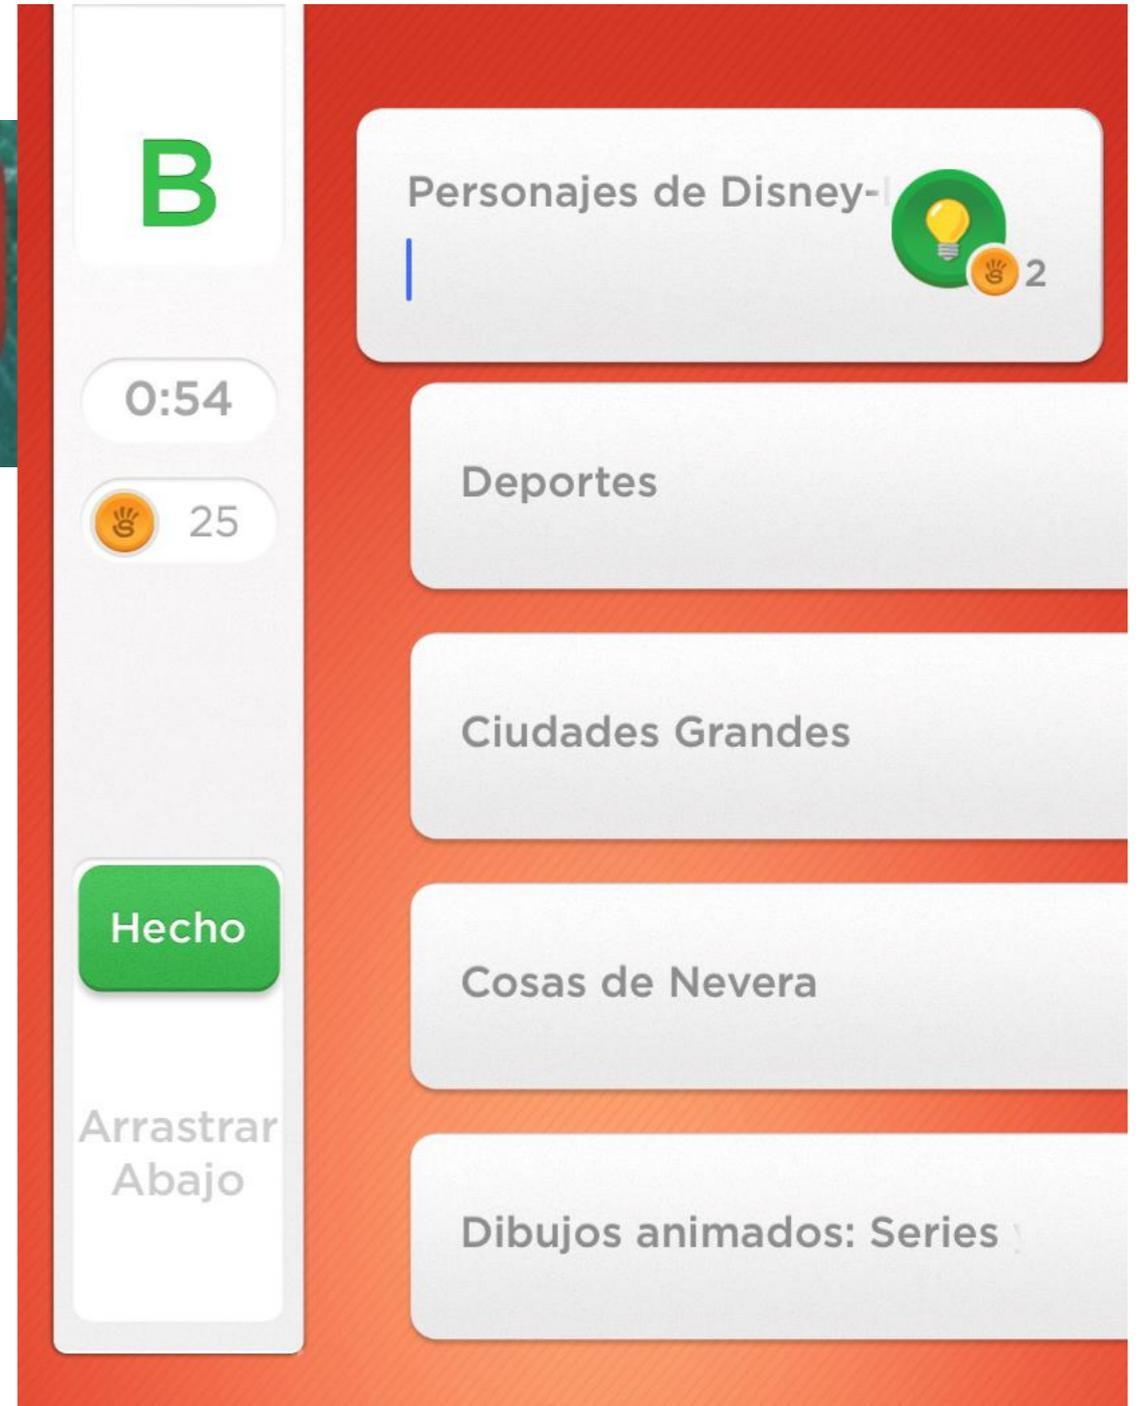 B
0:54
25
Hecho
Arrastrar
Abajo
Personajes de Disney-
2
Deportes
Ciudades Grandes
Cosas de Nevera
Dibujos animados: Series